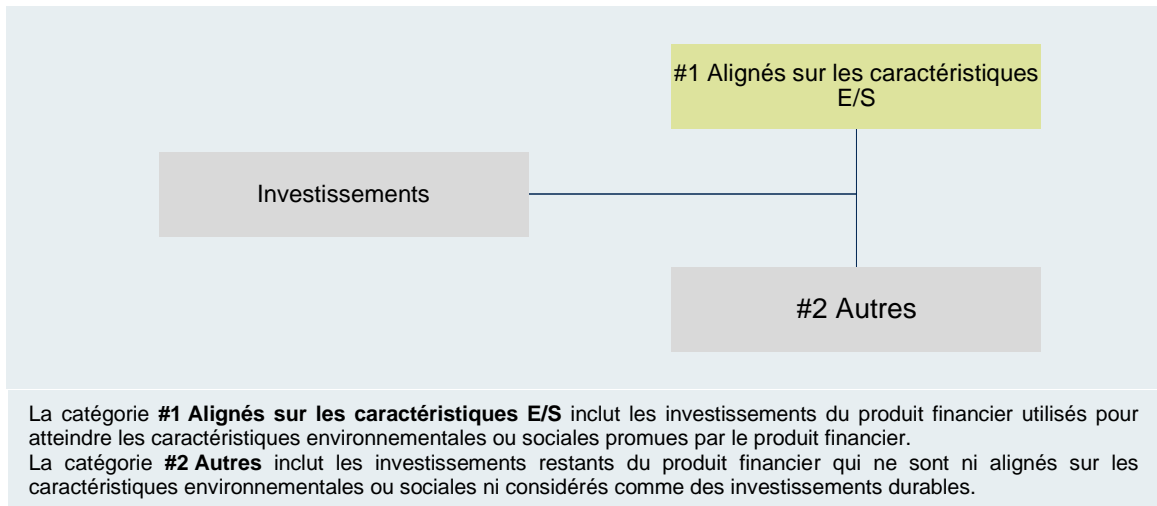 #1 Alignés sur les caractéristiques
E/S
Investissements
#2 Autres
La catégorie #1 Alignés sur les caractéristiques E/S inclut les investissements du produit financier utilisés pour
atteindre les caractéristiques environnementales ou sociales promues par le produit financier.
La catégorie #2 Autres inclut les investissements restants du produit financier qui ne sont ni alignés sur les
caractéristiques environnementales ou sociales ni considérés comme des investissements durables.